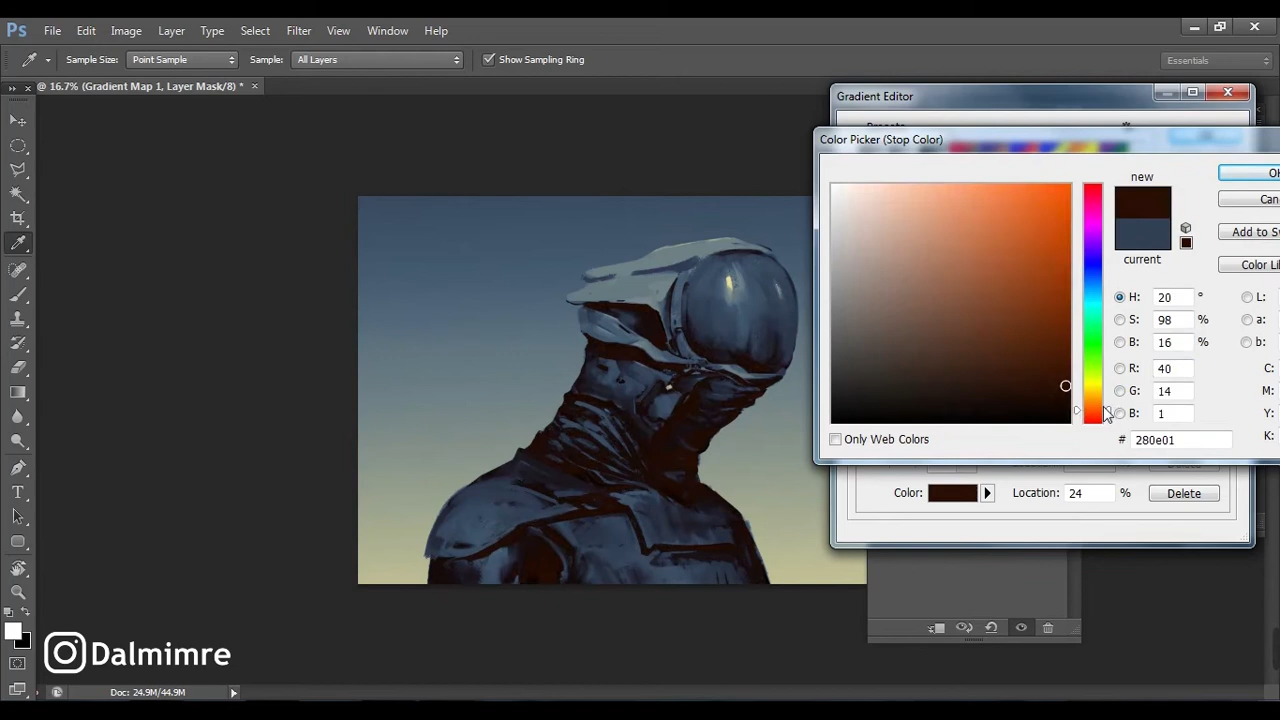 Ps File Edit Image Layer Type Select Filter View Window Help
Sample Size: Point Sample Sample: All Layers Show Sampling Ring Essentials
@ 16.7% (Gradient Map 1, Layer Mask/8) *
Gradient Editor
Presets
Color Picker (Stop Color)
new
current
Add to Sw
Color Li
H: 20 ° L:
S: 98 % a:
B: 16 % b:
R: 40 C:
G: 14 M:
B: 1 Y:
Only Web Colors
# 280e01 K:
Color: Location: 24 % Delete
Dalmimre
Doc: 24.9M/44.9M